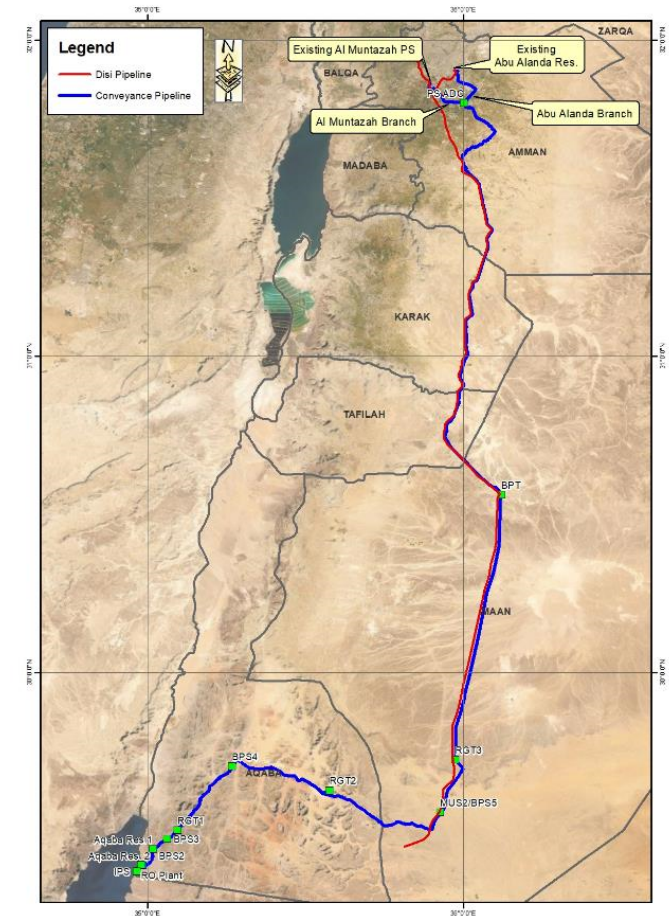 Legend
Disi Pipeline
Conveyance Pipeline
N
ZARQA
Existing Al Muntazah PS
Existing
Abu Alanda Res.
BALQA
PS ADC
Al Muntazah Branch
Abu Alanda Branch
AMMAN
MADABA
KARAK
TAFILAH
BPT
MAAN
RGT3
BPS4
AQABA
RGT2
MUS2/BPS5
RGT1
Aqaba Res.1
BPS3
Aqaba Res. 2
BPS2
IPS
RO Plant